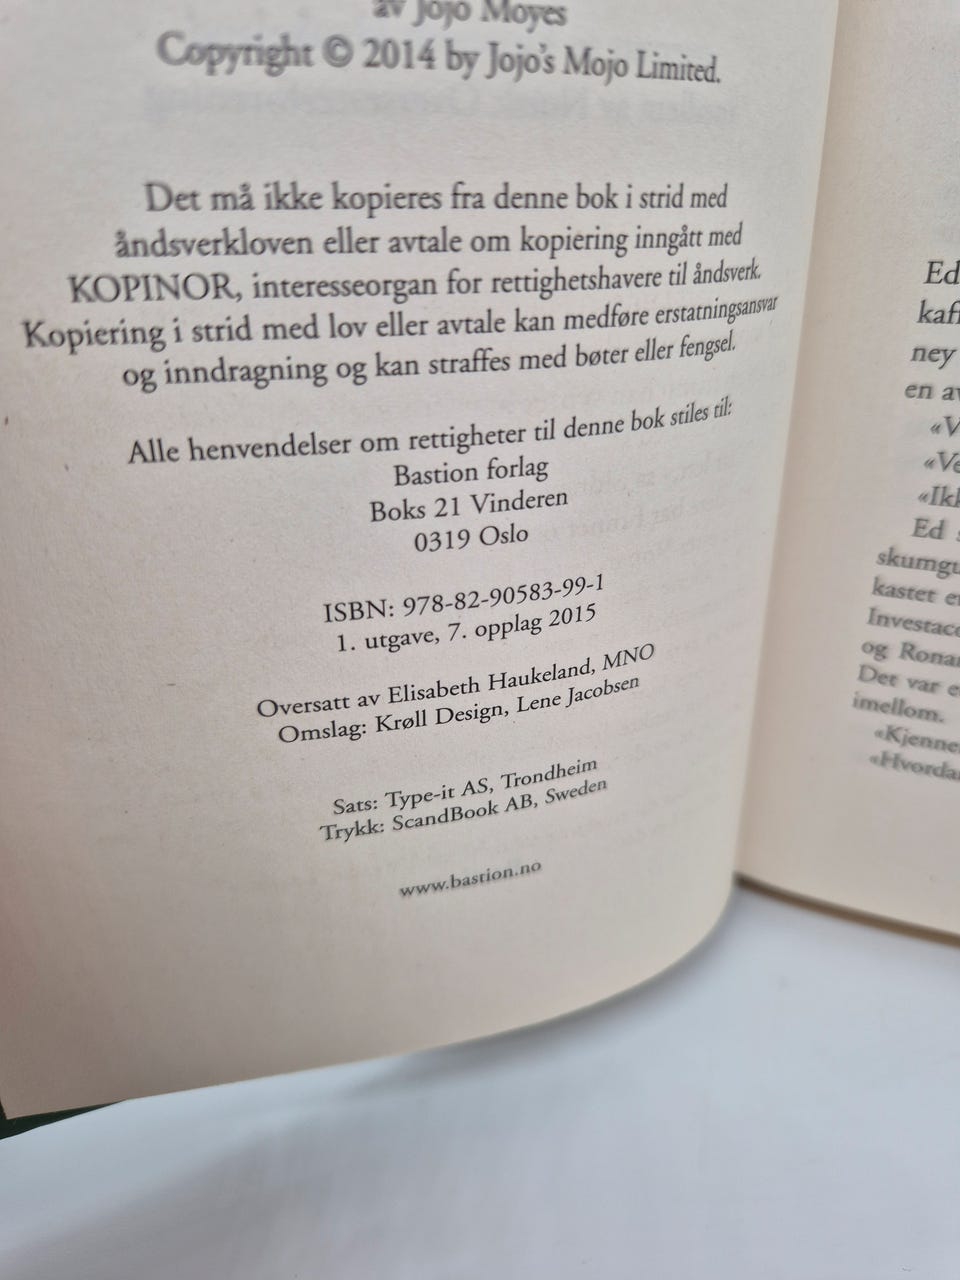 av Jojo Moyes
Copyright © 2014 by Jojo's Mojo Limited.
Det må ikke kopieres fra denne bok i strid med
åndsverkloven eller avtale om kopiering inngått med
KOPINOR, interesseorgan for rettighetshavere til åndsverk.
Kopiering i strid med lov eller avtale kan medføre erstatningsansvar
og inndragning og kan straffes med bøter eller fengsel.
Alle henvendelser om rettigheter til denne bok stiles til:
Bastion forlag
Boks 21 Vinderen
0319 Oslo
ISBN: 978-82-90583-99-1
1. utgave, 7. opplag 2015
Oversatt av Elisabeth Haukeland, MNO
Omslag: Krøll Design, Lene Jacobsen
Sats: Type-it AS, Trondheim
Trykk: ScandBook AB, Sweden
www.bastion.no
Ed
ney
en
Ed
kastet
og
Det var
imellom.